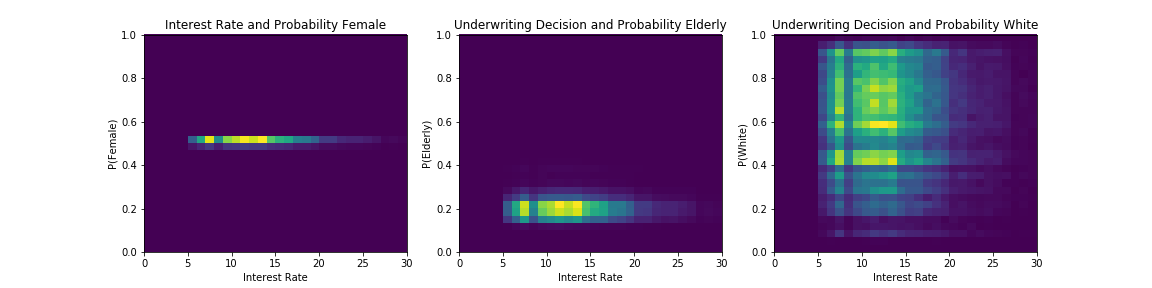 Interest Rate and Probability Female
1.0
0.8
0.6
0.4
0.2
0.0
P(Female)
0 5 10 15 20 25 30
Interest Rate
Underwriting Decision and Probability Elderly
1.0
0.8
0.6
0.4
0.2
0.0
P(Elderly)
0 5 10 15 20 25 30
Interest Rate
Underwriting Decision and Probability White
1.0
0.8
0.6
0.4
0.2
0.0
P(White)
0 5 10 15 20 25 30
Interest Rate